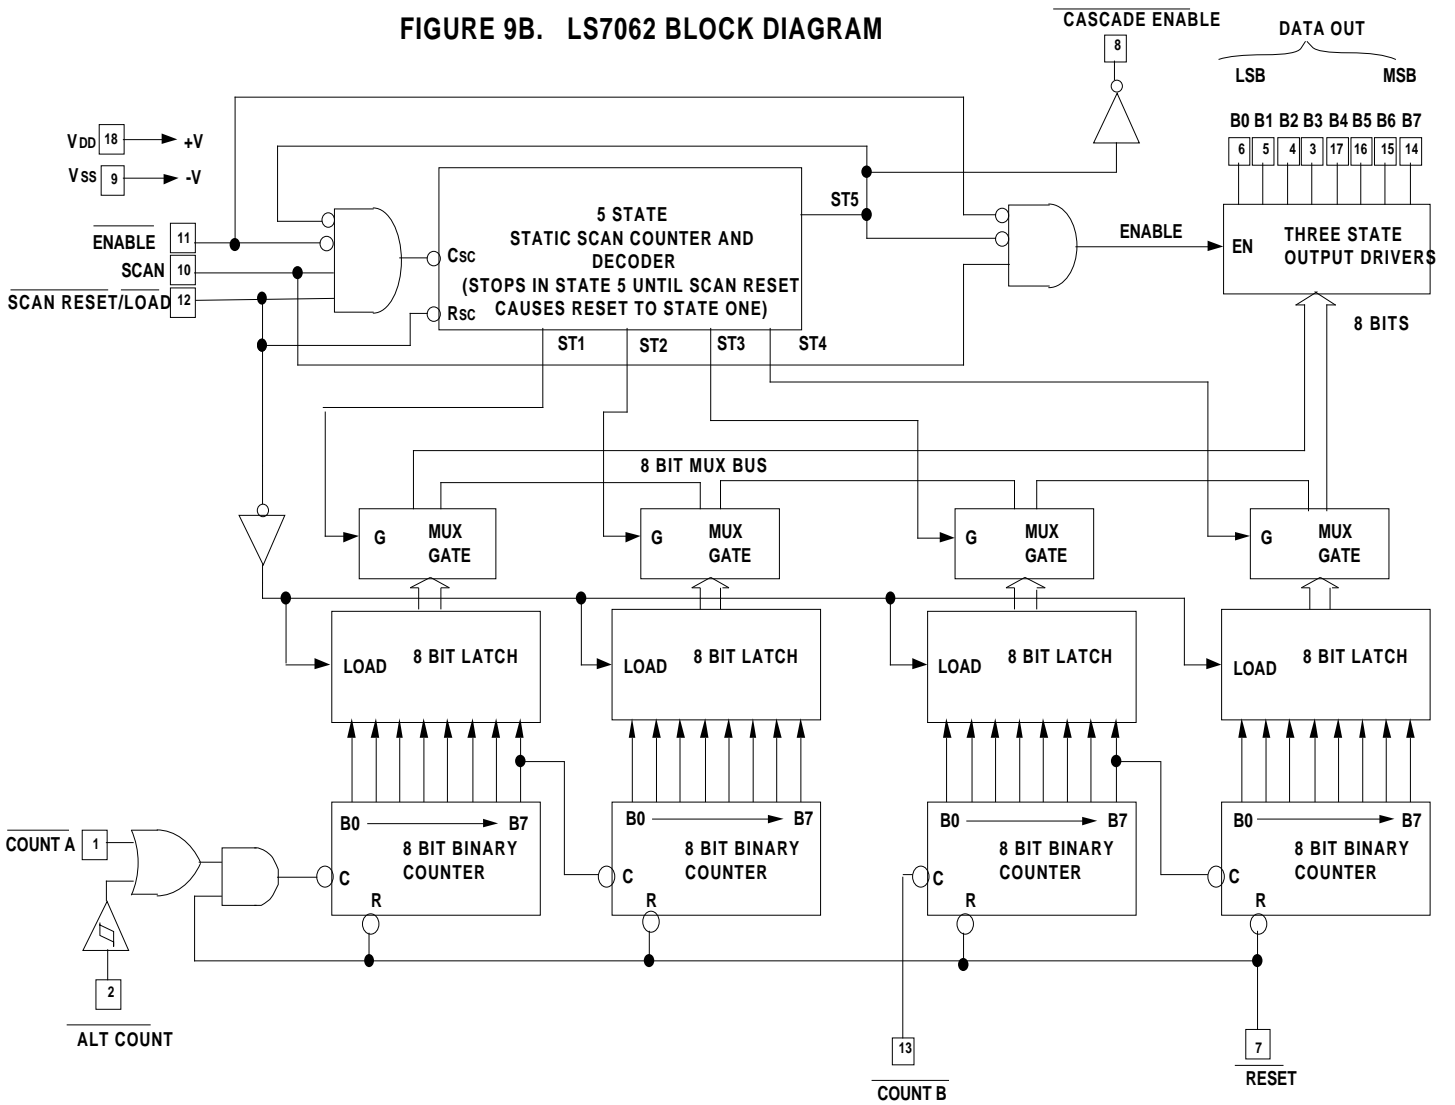 FIGURE 9B. LS7062 BLOCK DIAGRAM
CASCADE ENABLE
8
DATA OUT
LSB MSB
B0 B1 B2 B3 B4 B5 B6 B7
6 5 4 3 17 16 15 14
VDD 18 +V
VSS 9 -V
ENABLE 11
SCAN 10
SCAN RESET/LOAD 12
CSC
RSC
5 STATE
STATIC SCAN COUNTER AND
DECODER
(STOPS IN STATE 5 UNTIL SCAN RESET
CAUSES RESET TO STATE ONE)
ST5
ST1 ST2 ST3 ST4
ENABLE
EN
THREE STATE
OUTPUT DRIVERS
8 BITS
8 BIT MUX BUS
G MUX
GATE
G MUX
GATE
G MUX
GATE
G MUX
GATE
LOAD 8 BIT LATCH
LOAD 8 BIT LATCH
LOAD 8 BIT LATCH
LOAD 8 BIT LATCH
B0 B7
8 BIT BINARY
COUNTER
C
R
B0 B7
8 BIT BINARY
COUNTER
C
R
B0 B7
8 BIT BINARY
COUNTER
C
R
B0 B7
8 BIT BINARY
COUNTER
C
R
COUNT A 1
2
ALT COUNT
13
COUNT B
7
RESET